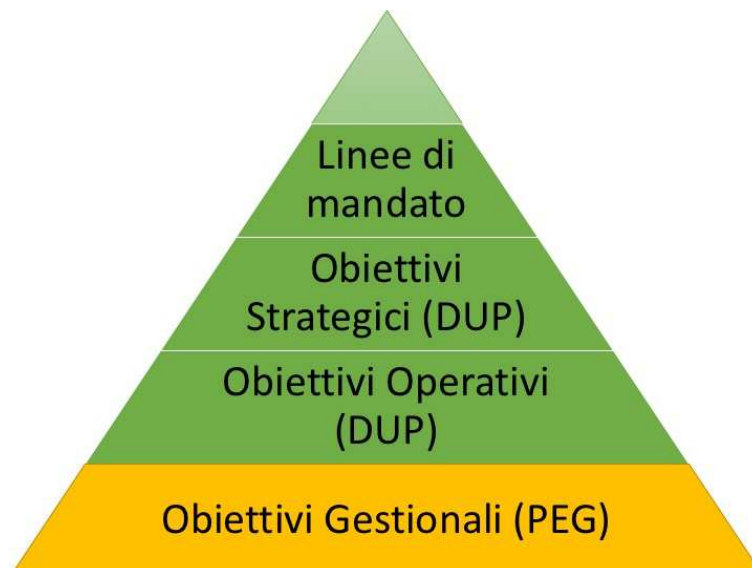 Linee di
mandato
Obiettivi
Strategici (DUP)
Obiettivi Operativi
(DUP)
Obiettivi Gestionali (PEG)